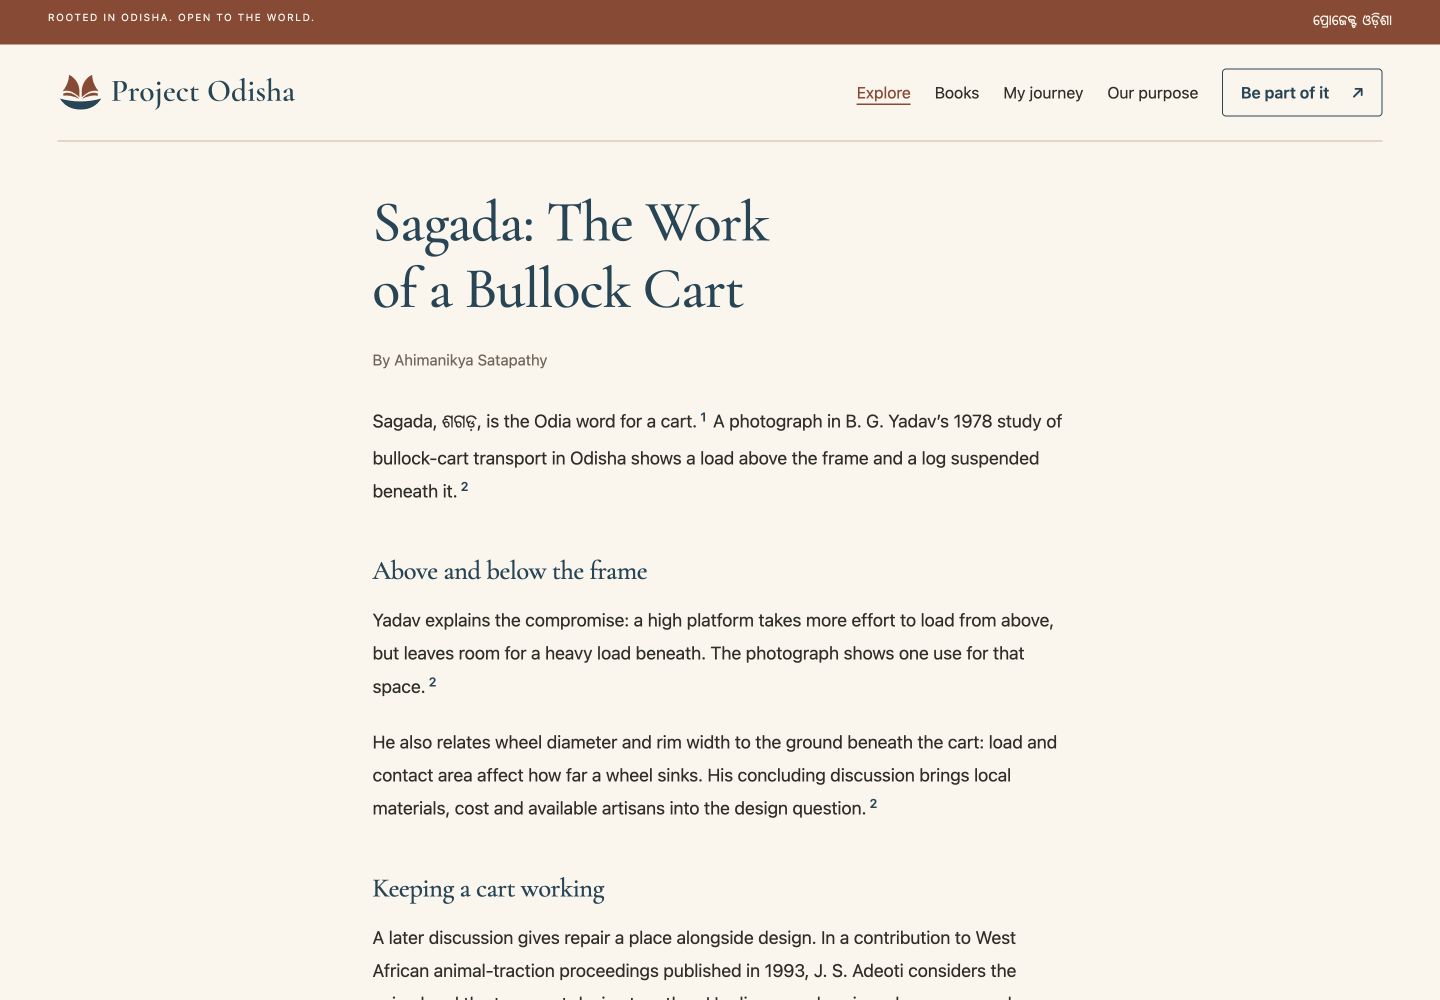 ROOTED IN ODISHA. OPEN TO THE WORLD.
ପ୍ରୋଜେକ୍ଟ ଓଡ଼ିଶା
Project Odisha
Explore
Books
My journey
Our purpose
Be part of it
Sagada: The Work
of a Bullock Cart
By Ahimanikya Satapathy
Sagada, ଶଗଡ଼, is the Odia word for a cart. 1 A photograph in B. G. Yadav’s 1978 study of
bullock-cart transport in Odisha shows a load above the frame and a log suspended
beneath it. 2
Above and below the frame
Yadav explains the compromise: a high platform takes more effort to load from above,
but leaves room for a heavy load beneath. The photograph shows one use for that
space. 2
He also relates wheel diameter and rim width to the ground beneath the cart: load and
contact area affect how far a wheel sinks. His concluding discussion brings local
materials, cost and available artisans into the design question. 2
Keeping a cart working
A later discussion gives repair a place alongside design. In a contribution to West
African animal-traction proceedings published in 1993, J. S. Adeoti considers the